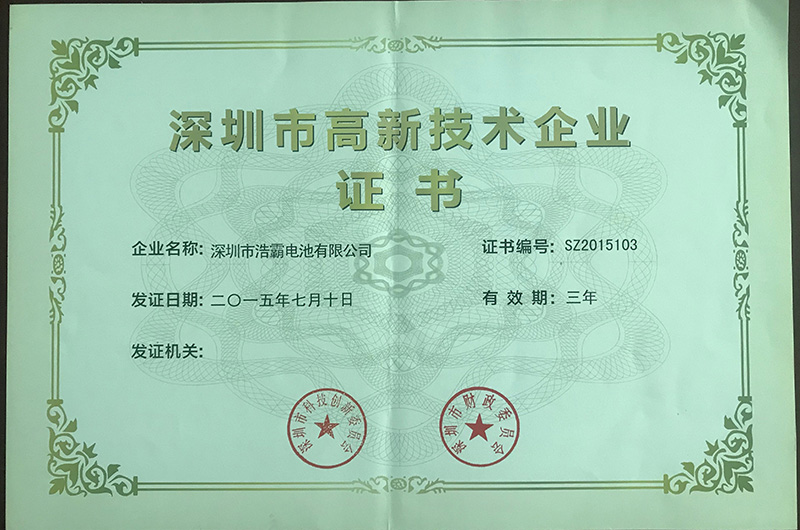 深圳市高新技术企业
证书
企业名称: 深圳市浩霸电池有限公司
证书编号: SZ2015103
发证日期: 二〇一五年七月十日
有效期: 三年
发证机关:
深圳市科技创新委员会
深圳市财政委员会